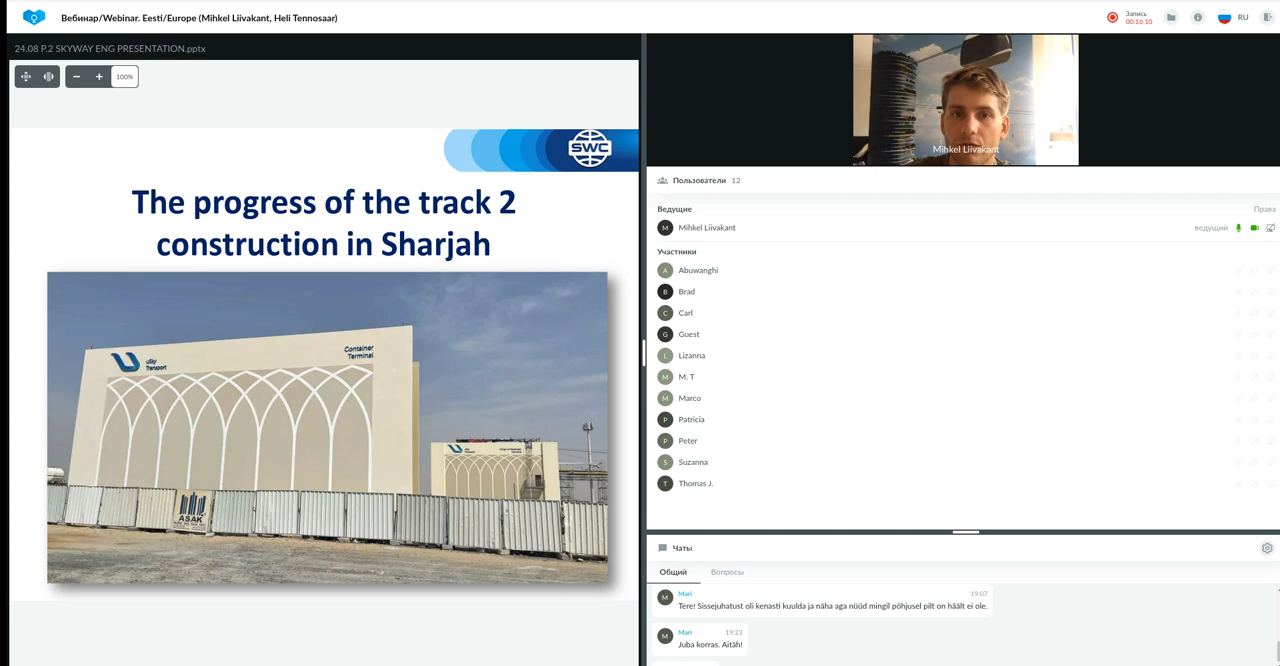 Вебинар/Webinar. Eesti/Europe (Mihkel Liivakant, Heli Tennosaar)
Запись
00:16:10
RU
24.08 P.2 SKYWAY ENG PRESENTATION.pptx
100%
SWC
The progress of the track 2
construction in Sharjah
uSky
Transport
Container
Terminal
ASAK
Mihkel Liivakant
Пользователи 12
Ведущие
Права
M Mihkel Liivakant
ведущий
Участники
A Abuwanghi
B Brad
C Carl
G Guest
L Lizanna
M M. T
M Marco
P Patricia
P Peter
S Suzanna
T Thomas J.
Чаты
Общий Вопросы
M Mari 19:07
Tere! Sissejuhatust oli kenasti kuulda ja näha aga nüüd mingil põhjusel pilt on häält ei ole.
M Mari 19:23
Juba korras. Aitäh!